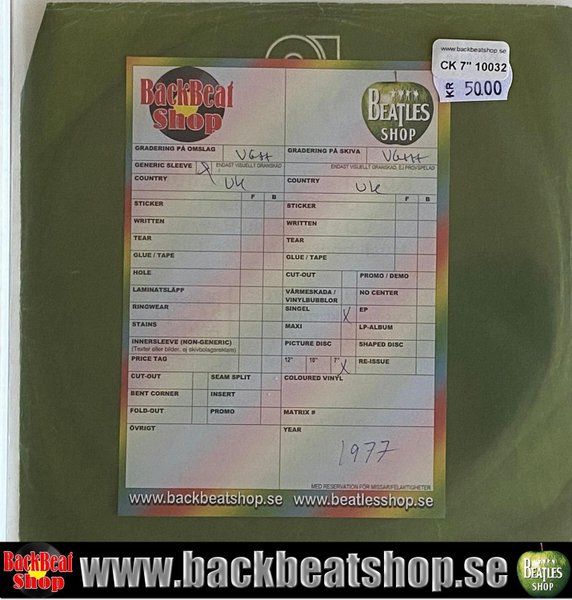 www.backbeatshop.se
CK 7" 10032
KR 50.00
BackBeat Shop
BEATLES SHOP
GRADERING PÅ OMSLAG VG++
GRADERING PÅ SKIVA VG++
GENERIC SLEEVE X ENDAST VISUELLT GRANSKAD
ENDAST VISUELLT GRANSKAD, EJ PROVSPELAD
COUNTRY UK
COUNTRY UK
F B
F B
STICKER
STICKER
WRITTEN
WRITTEN
TEAR
TEAR
GLUE / TAPE
GLUE / TAPE
HOLE
CUT-OUT
PROMO / DEMO
LAMINATSLÄPP
VÄRMESKADA / VINYLBUBBLOR
NO CENTER
RINGWEAR
SINGEL X
EP
STAINS
MAXI
LP-ALBUM
INNERSLEEVE (NON-GENERIC)
(Texter eller bilder, ej skivbolagsreklam)
PICTURE DISC
SHAPED DISC
PRICE TAG
12" 10" 7" X
RE-ISSUE
CUT-OUT
SEAM SPLIT
COLOURED VINYL
BENT CORNER
INSERT
FOLD-OUT
PROMO
MATRIX #
ÖVRIGT
YEAR
1977
MED RESERVATION FÖR MISSAR/FELAKTIGHETER
www.backbeatshop.se www.beatlesshop.se
BackBeat Shop www.backbeatshop.se BEATLES SHOP